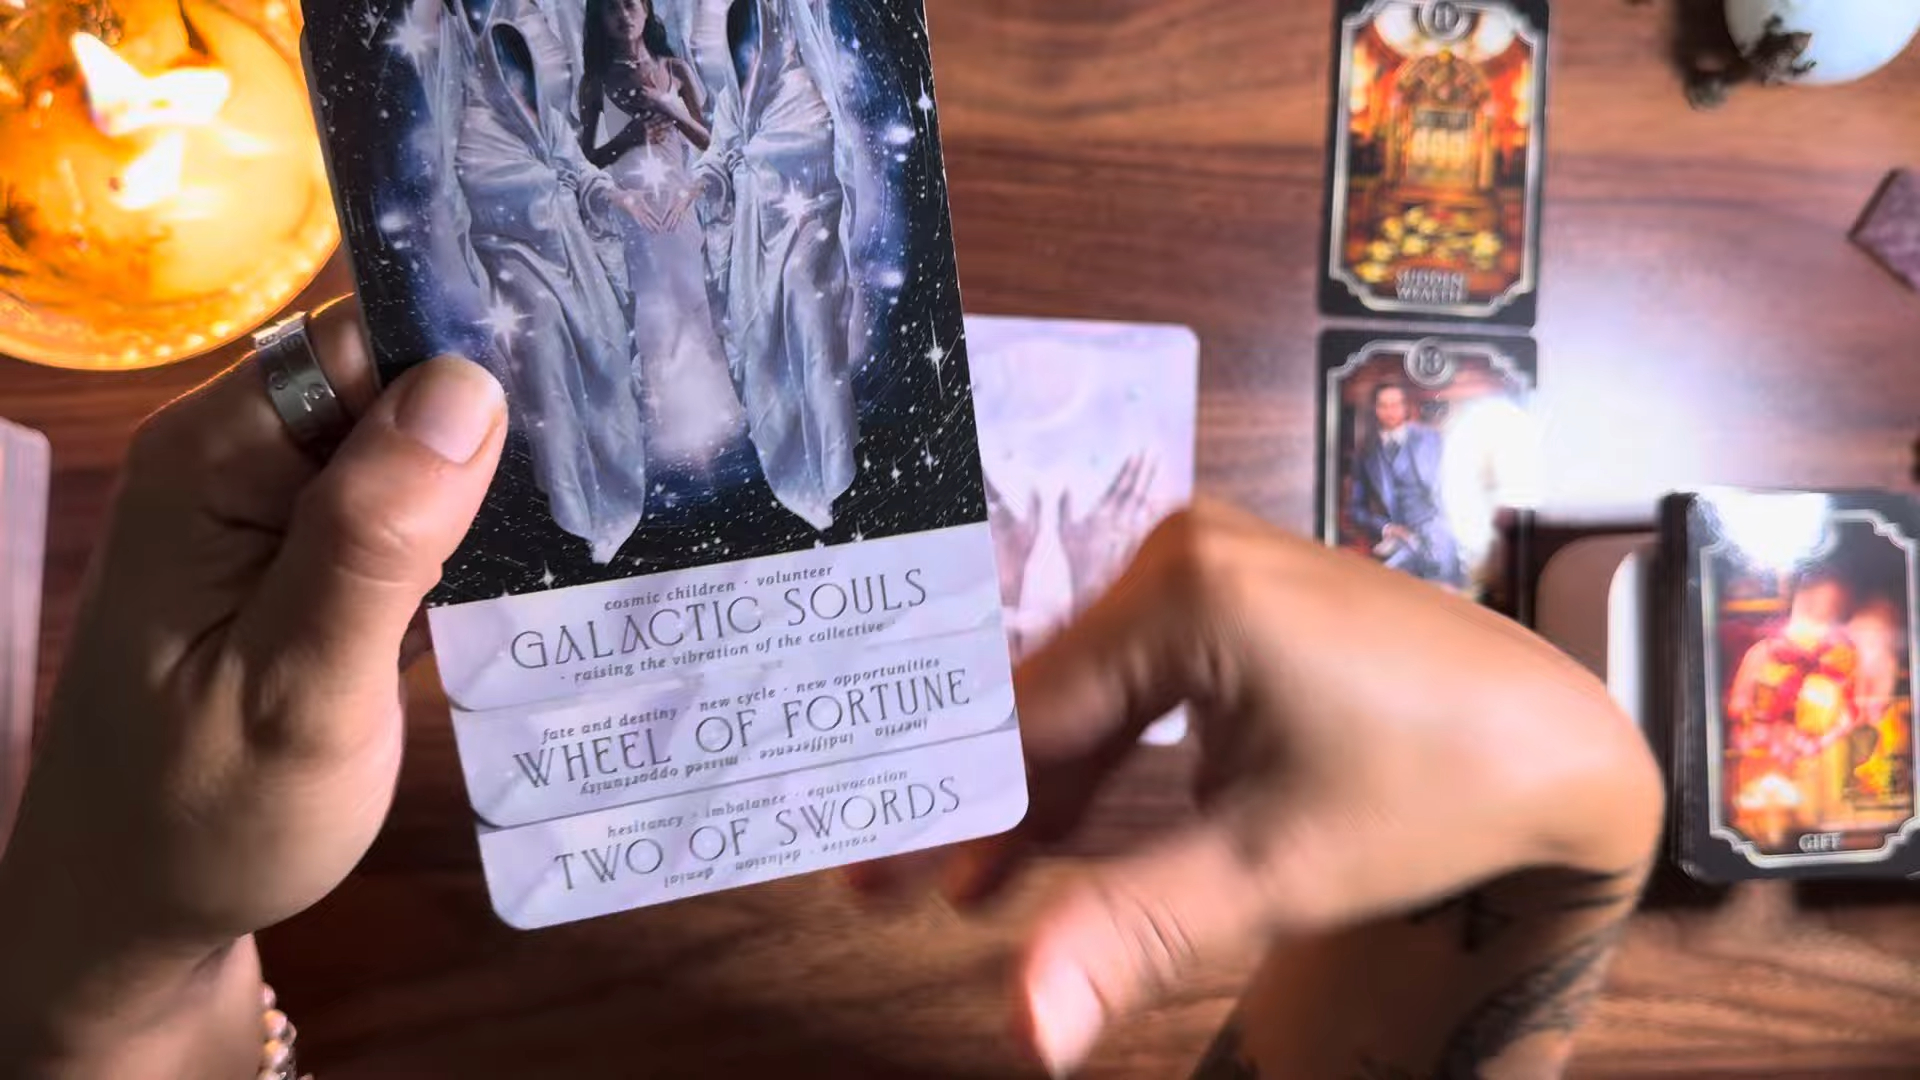 cosmic children · volunteer
GALACTIC SOULS
· raising the vibration of the collective ·
fate and destiny · new cycle · new opportunities
WHEEL OF FORTUNE
inertia · indifference · missed opportunity
hesitancy · imbalance · equivocation
TWO OF SWORDS
evasive · delusion · denial
SUDDEN
WEALTH
GIFT